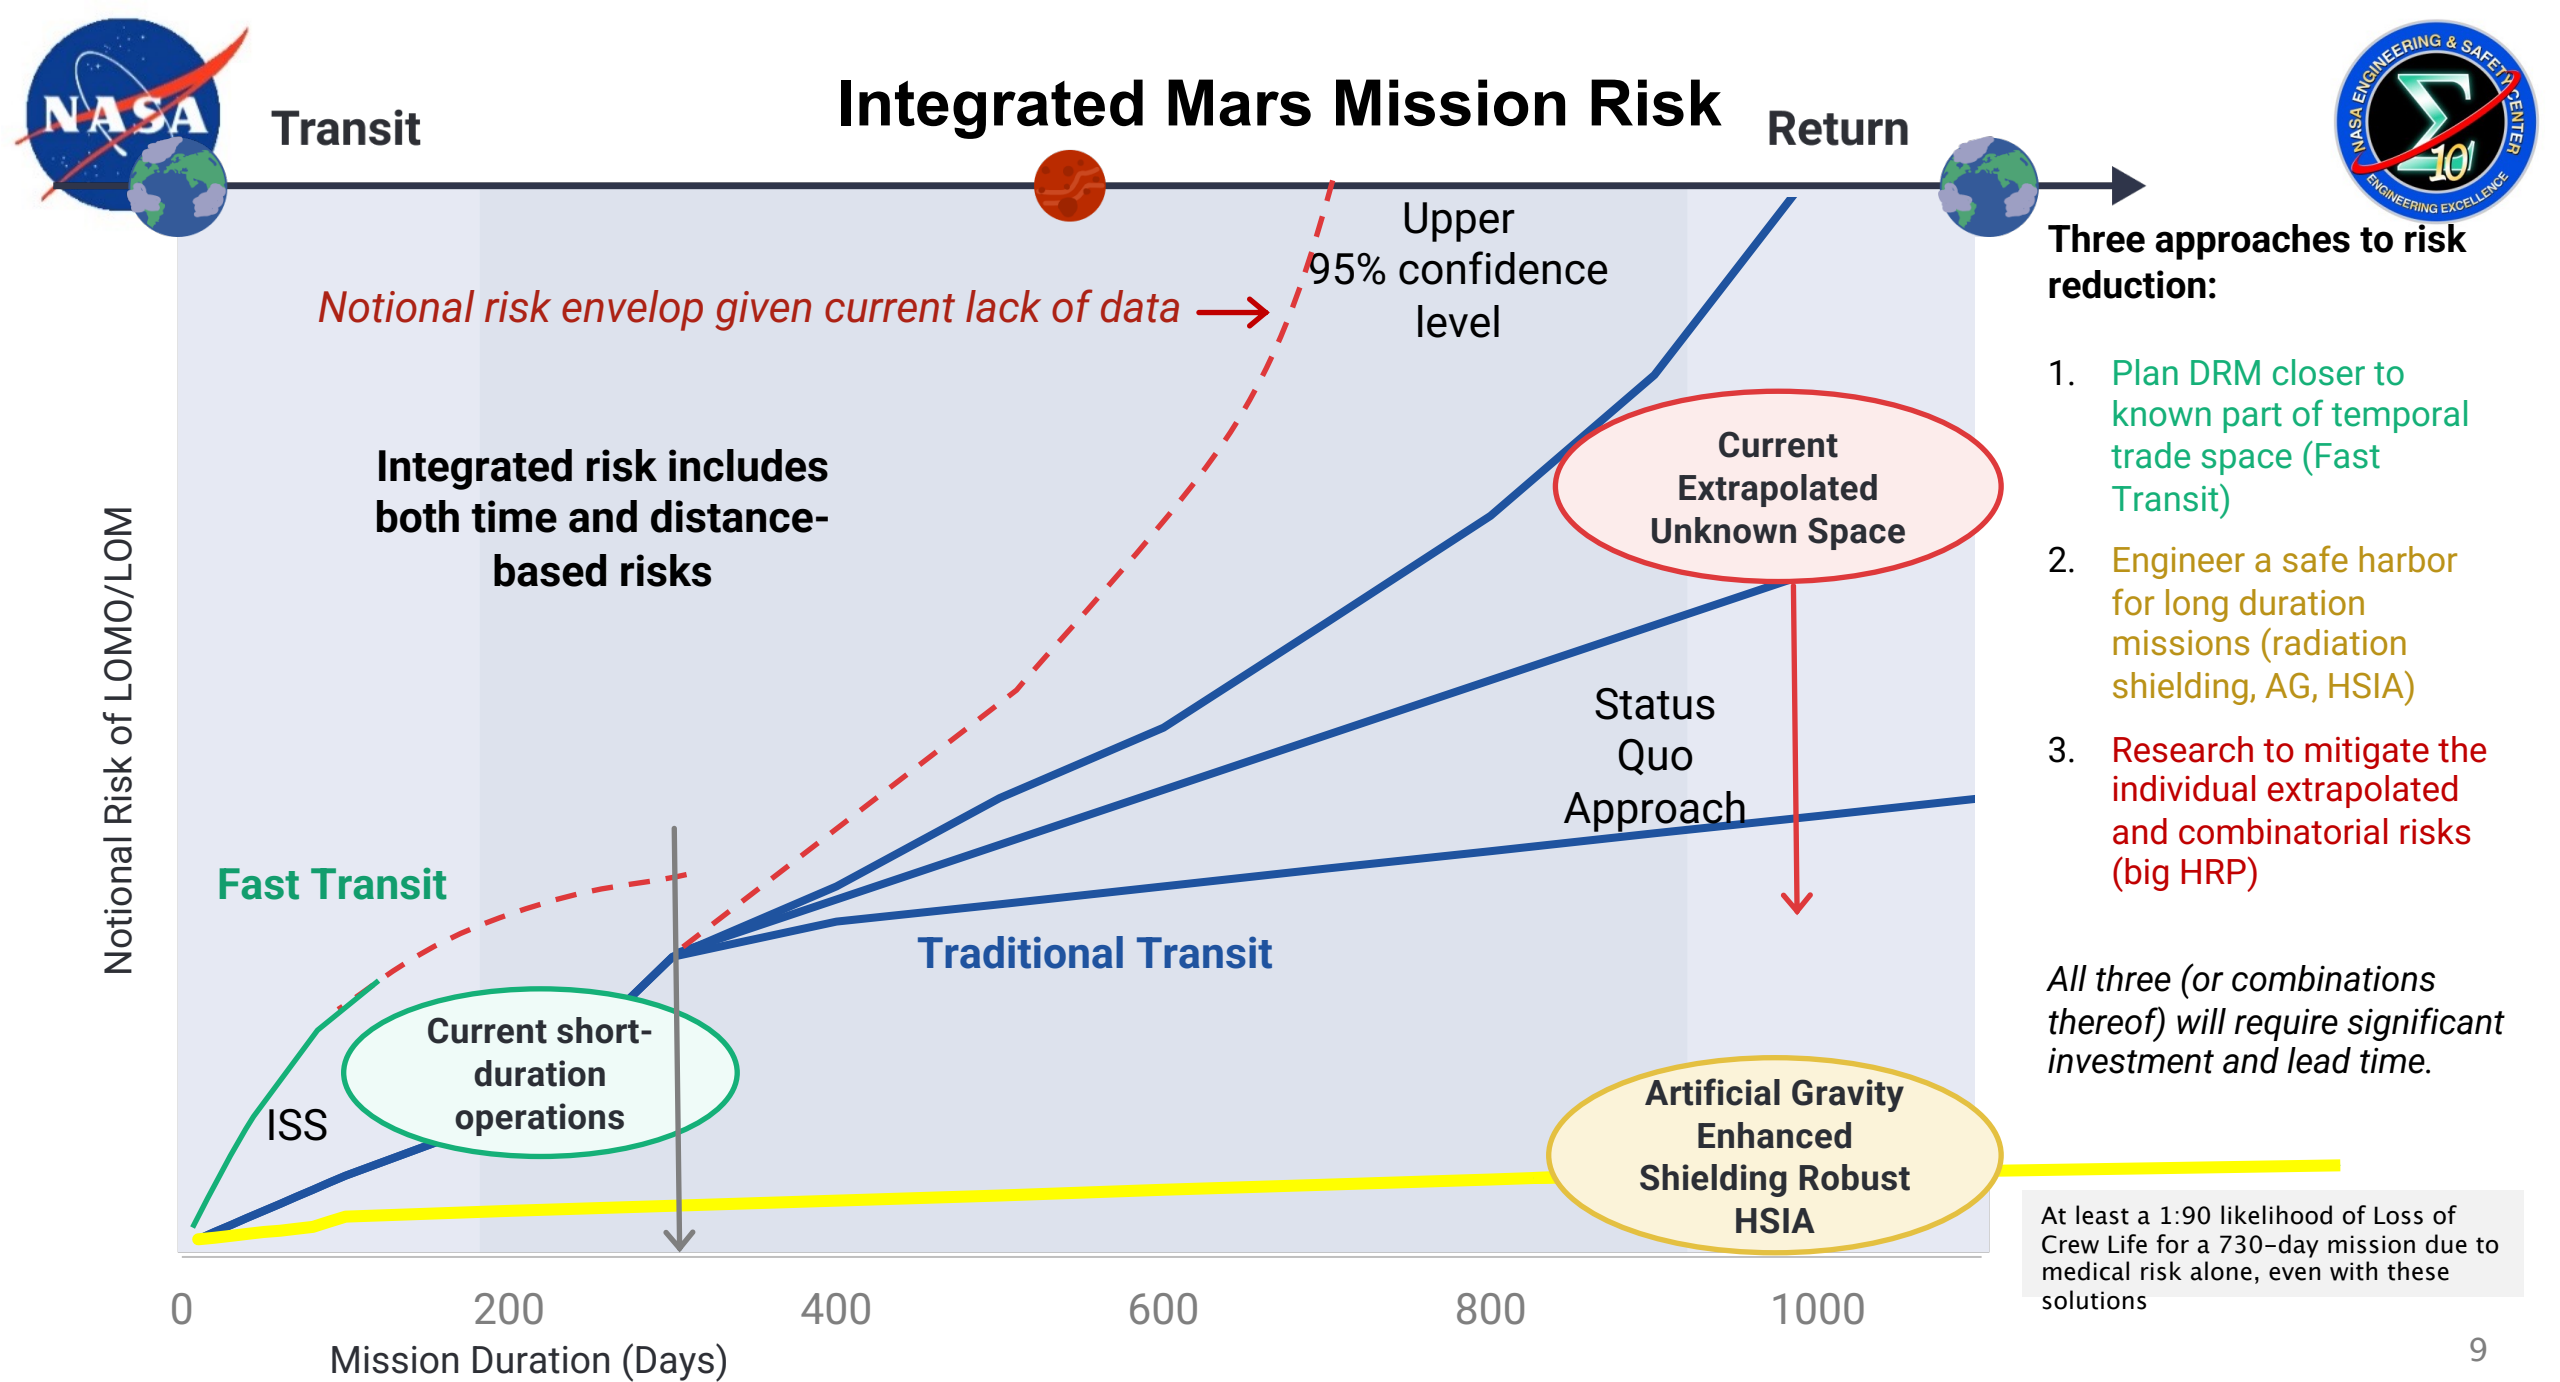 NASA
Transit
Integrated Mars Mission Risk
Return
NASA ENGINEERING & SAFETY CENTER
10
ENGINEERING EXCELLENCE
Upper
95% confidence
level
Notional risk envelop given current lack of data
Integrated risk includes
both time and distance-
based risks
Current
Extrapolated
Unknown Space
Status
Quo
Approach
Notional Risk of LOMO/LOM
Fast Transit
Traditional Transit
Current short-
duration
operations
ISS
Artificial Gravity
Enhanced
Shielding Robust
HSIA
0 200 400 600 800 1000
Mission Duration (Days)
Three approaches to risk
reduction:
1. Plan DRM closer to
known part of temporal
trade space (Fast
Transit)
2. Engineer a safe harbor
for long duration
missions (radiation
shielding, AG, HSIA)
3. Research to mitigate the
individual extrapolated
and combinatorial risks
(big HRP)
All three (or combinations
thereof) will require significant
investment and lead time.
At least a 1:90 likelihood of Loss of
Crew Life for a 730-day mission due to
medical risk alone, even with these
solutions
9